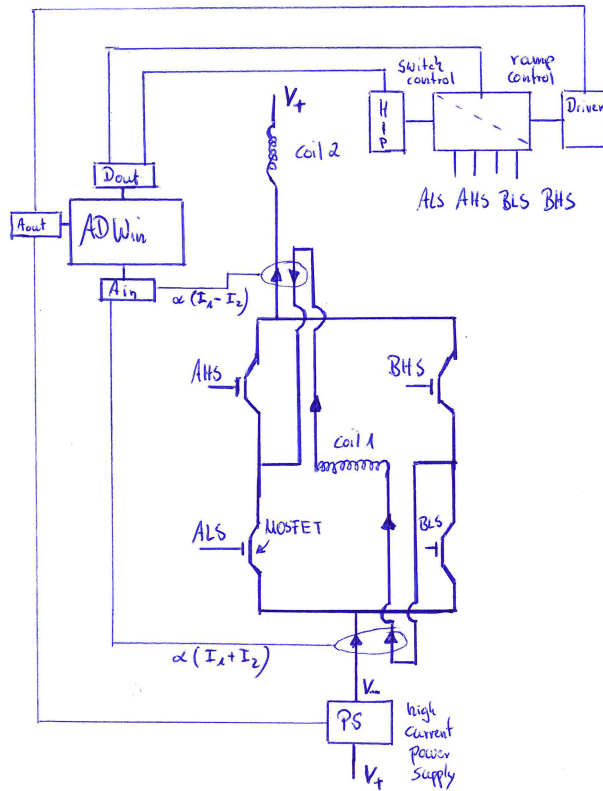 switch
control
ramp
control
V+
H
I
P
Driver
coil 2
ALS AHS BLS BHS
Dout
Aout
ADWin
Ain
α (I₁-I₂)
AHS
BHS
coil 1
ALS
MOSFET
BLS
α (I₁+I₂)
V-
PS
high
current
power
supply
V+